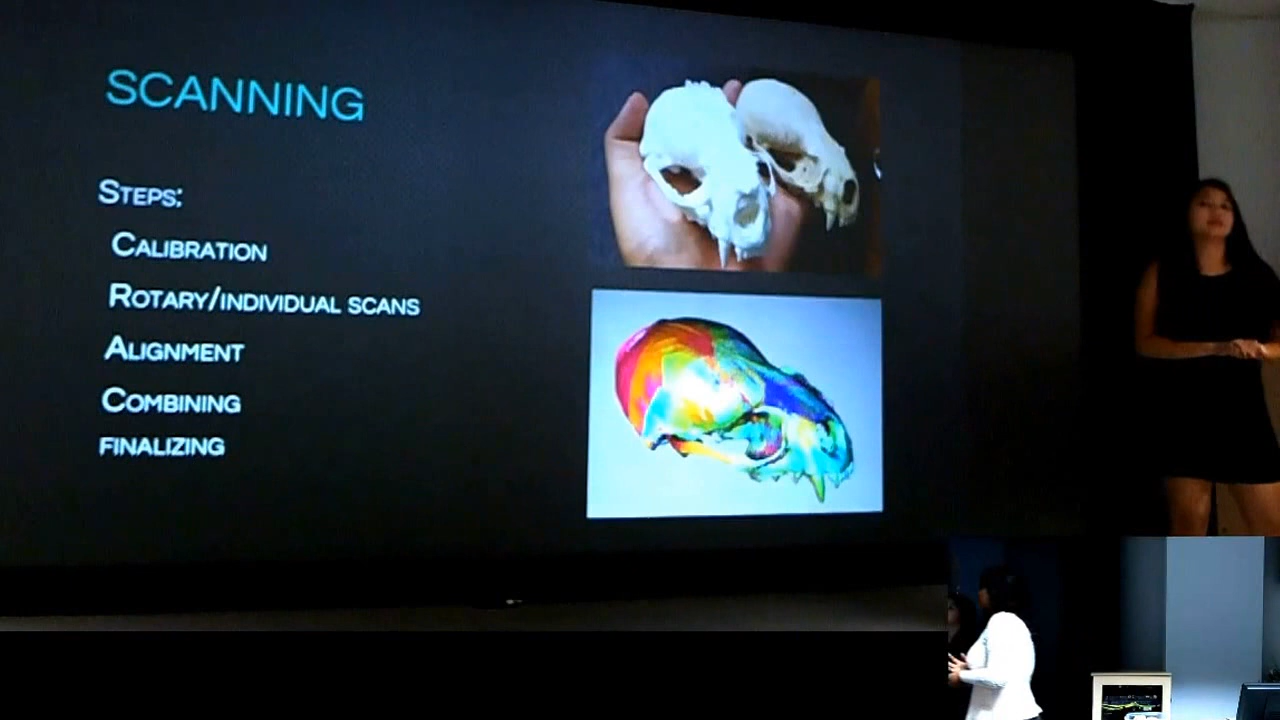 SCANNING
STEPS:
CALIBRATION
ROTARY/INDIVIDUAL SCANS
ALIGNMENT
COMBINING
FINALIZING